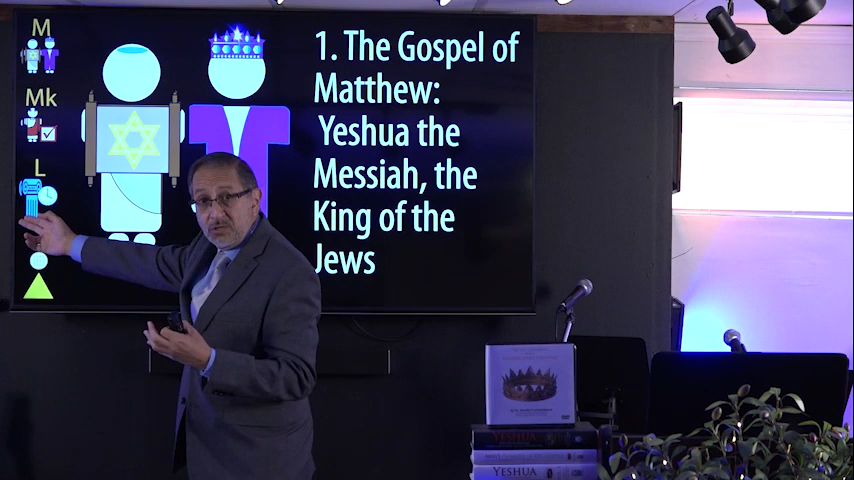 M
Mk
L
1. The Gospel of
Matthew:
Yeshua the
Messiah, the
King of the
Jews
YESHUA
YESHUA